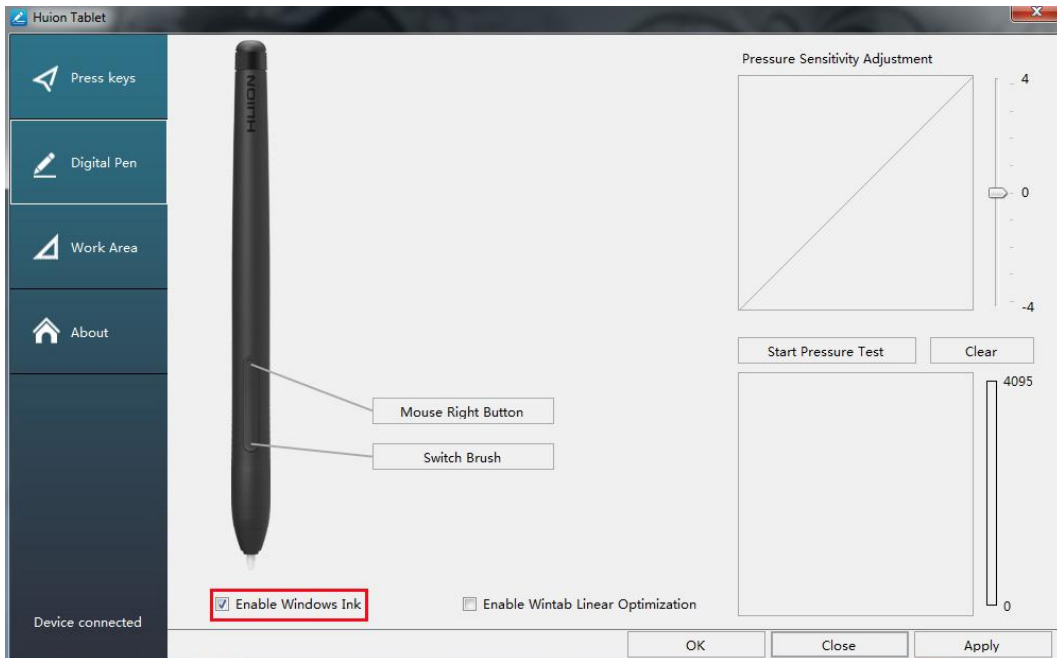 Huion Tablet
Press keys
Digital Pen
Work Area
About
Device connected
HUION
Mouse Right Button
Switch Brush
Enable Windows Ink
Enable Wintab Linear Optimization
Pressure Sensitivity Adjustment
4
0
-4
Start Pressure Test
Clear
4095
0
OK
Close
Apply